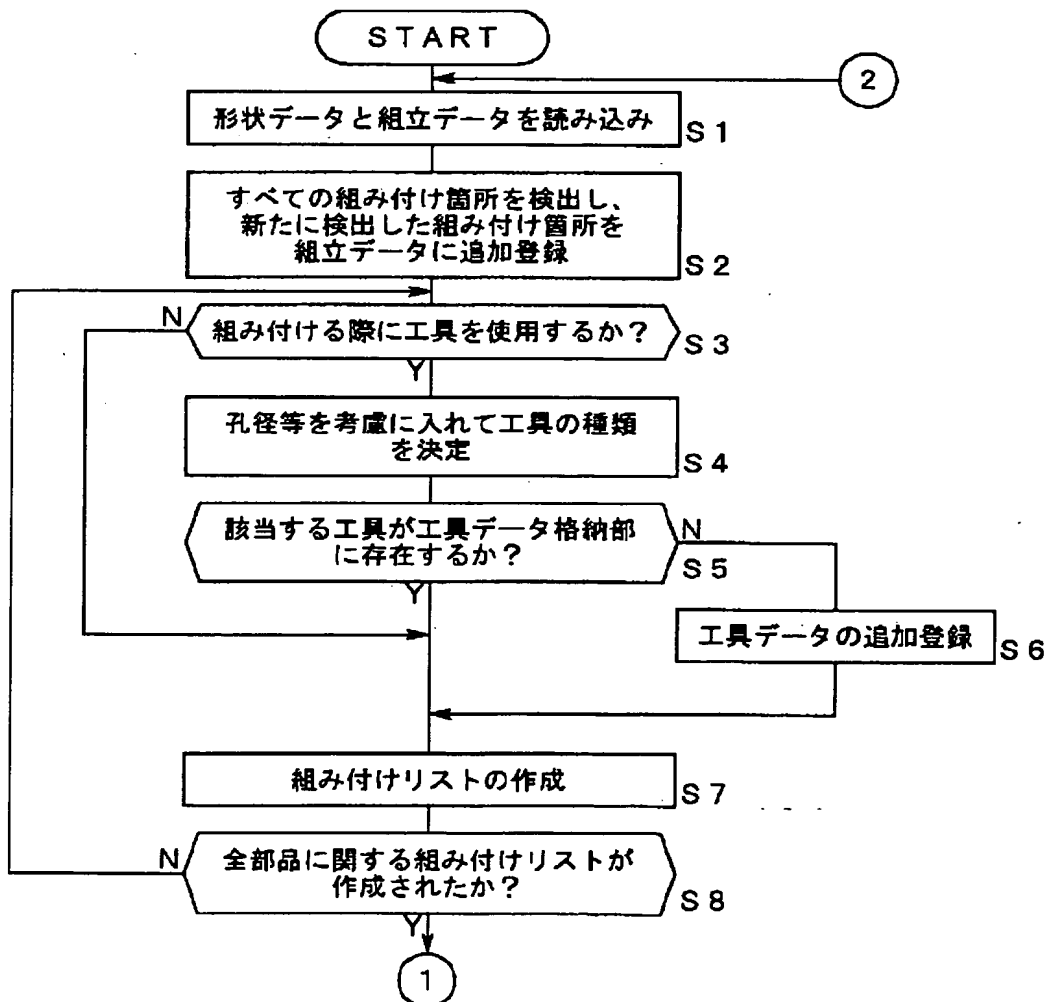 START
2
形状データと組立データを読み込み
S1
すべての組み付け箇所を検出し、
新たに検出した組み付け箇所を
組立データに追加登録
S2
N
組み付ける際に工具を使用するか?
S3
Y
孔径等を考慮に入れて工具の種類
を決定
S4
該当する工具が工具データ格納部
に存在するか?
N
S5
Y
工具データの追加登録
S6
組み付けリストの作成
S7
N
全部品に関する組み付けリストが
作成されたか?
S8
Y
1